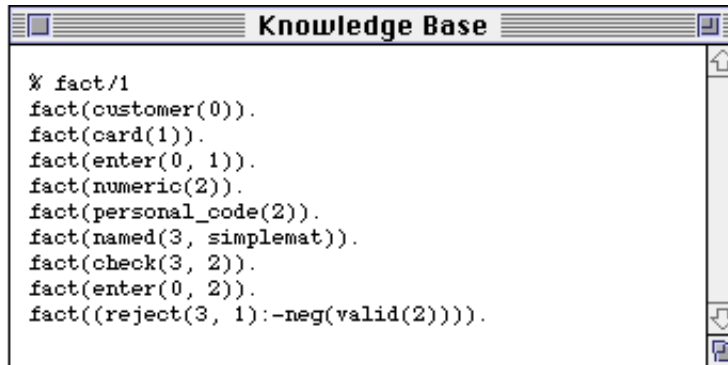 Knowledge Base
% fact/1
fact(customer(0)).
fact(card(1)).
fact(enter(0, 1)).
fact(numeric(2)).
fact(personal_code(2)).
fact(named(3, simplemat)).
fact(check(3, 2)).
fact(enter(0, 2)).
fact((reject(3, 1):-neg(valid(2)))).